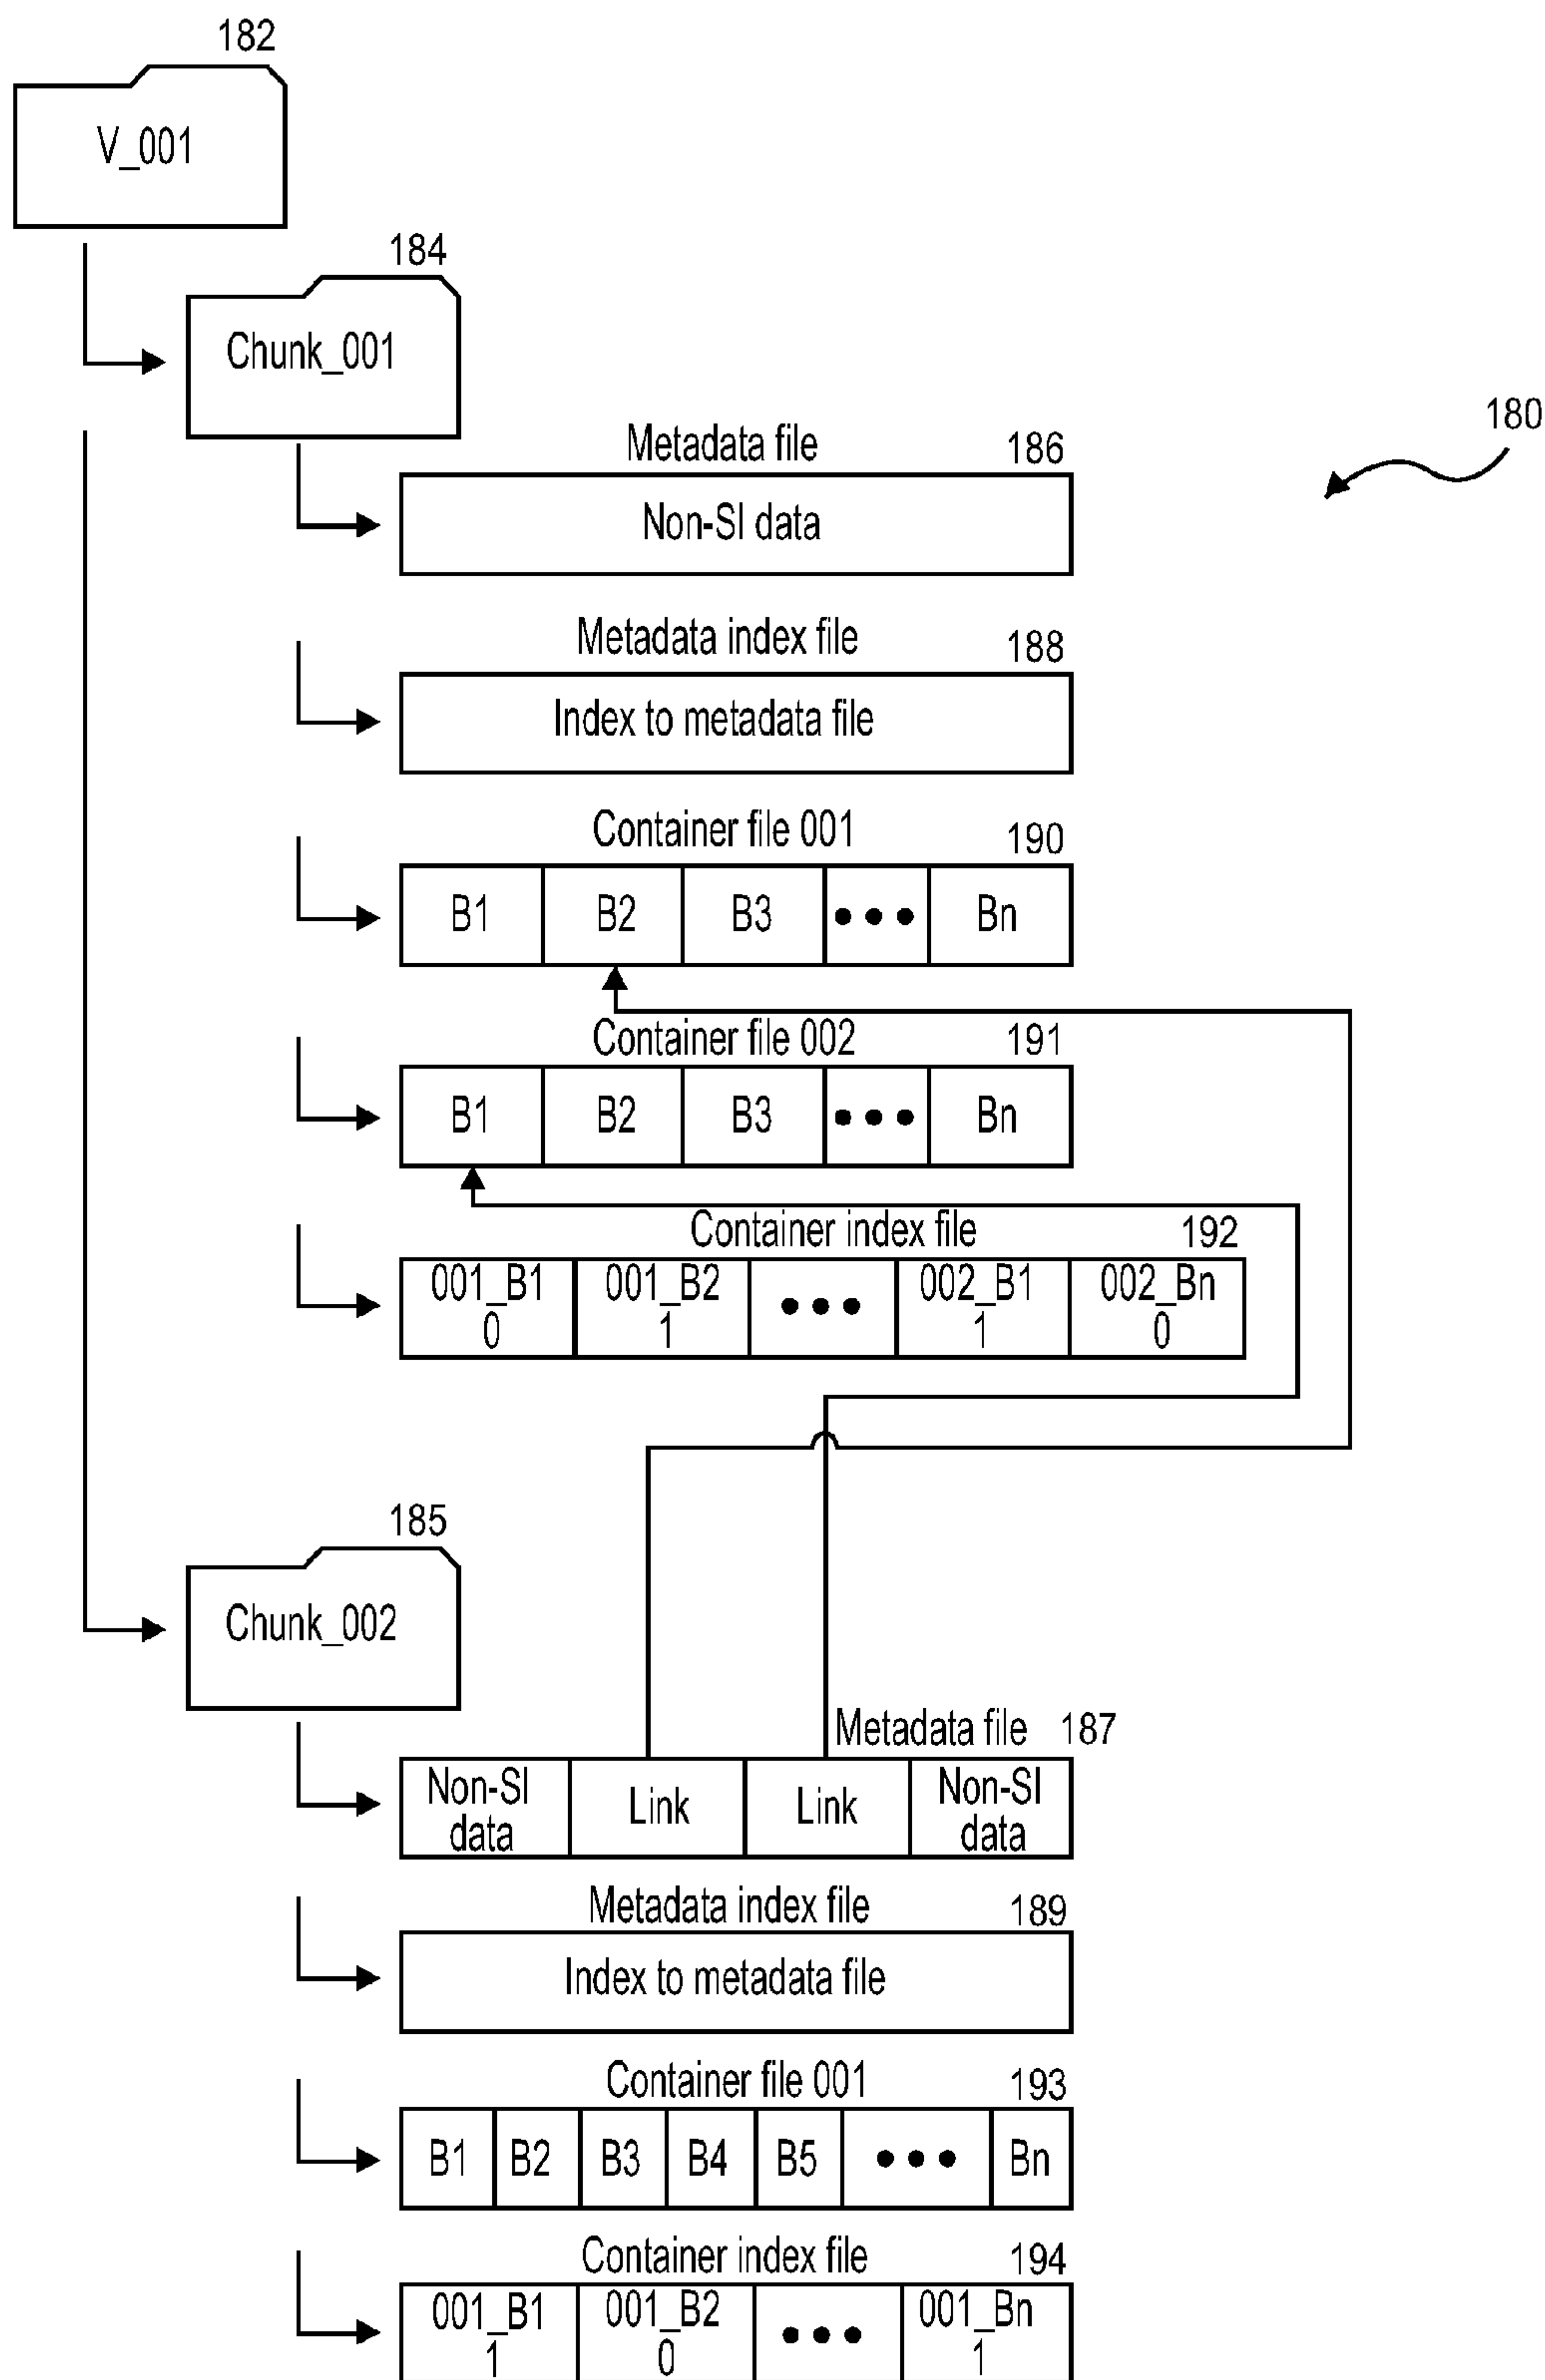 182
V_001
184
Chunk_001
180
Metadata file 186
Non-SI data
Metadata index file 188
Index to metadata file
Container file 001 190
B1 B2 B3 ••• Bn
Container file 002 191
B1 B2 B3 ••• Bn
Container index file 192
001_B1 001_B2 ••• 002_B1 002_Bn
0 1 1 0
185
Chunk_002
Metadata file 187
Non-SI Link Link Non-SI
data data
Metadata index file 189
Index to metadata file
Container file 001 193
B1 B2 B3 B4 B5 ••• Bn
Container index file 194
001_B1 001_B2 ••• 001_Bn
1 0 1